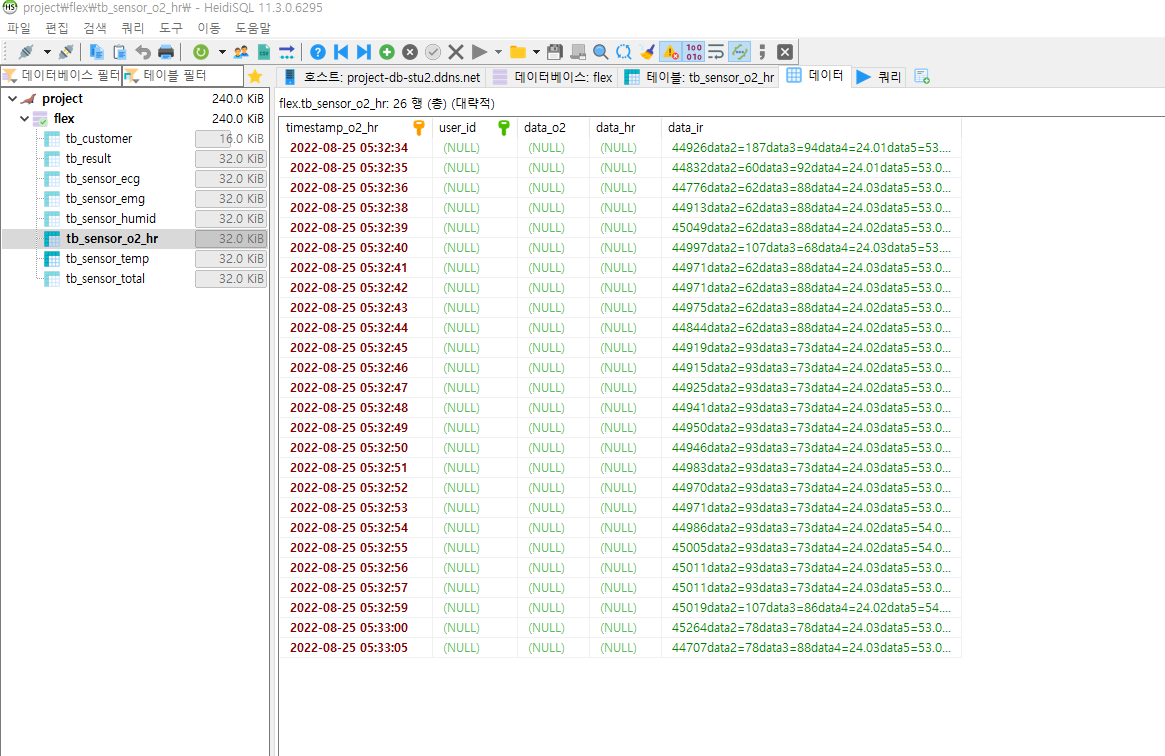 project₩flex₩tb_sensor_o2_hr₩ - HeidiSQL 11.3.0.6295
파일 편집 검색 쿼리 도구 이동 도움말
데이터베이스 필터 테이블 필터 호스트: project-db-stu2.ddns.net 데이터베이스: flex 테이블: tb_sensor_o2_hr 데이터 쿼리
project 240.0 KiB
flex 240.0 KiB
tb_customer 16.0 KiB
tb_result 32.0 KiB
tb_sensor_ecg 32.0 KiB
tb_sensor_emg 32.0 KiB
tb_sensor_humid 32.0 KiB
tb_sensor_o2_hr 32.0 KiB
tb_sensor_temp 32.0 KiB
tb_sensor_total 32.0 KiB
flex.tb_sensor_o2_hr: 26 행 (총) (대략적)
timestamp_o2_hr user_id data_o2 data_hr data_ir
2022-08-25 05:32:34 (NULL) (NULL) (NULL) 44926data2=187data3=94data4=24.01data5=53....
2022-08-25 05:32:35 (NULL) (NULL) (NULL) 44832data2=60data3=92data4=24.01data5=53.0...
2022-08-25 05:32:36 (NULL) (NULL) (NULL) 44776data2=62data3=88data4=24.03data5=53.0...
2022-08-25 05:32:38 (NULL) (NULL) (NULL) 44913data2=62data3=88data4=24.03data5=53.0...
2022-08-25 05:32:39 (NULL) (NULL) (NULL) 45049data2=62data3=88data4=24.03data5=53.0...
2022-08-25 05:32:40 (NULL) (NULL) (NULL) 44997data2=107data3=68data4=24.03data5=53....
2022-08-25 05:32:41 (NULL) (NULL) (NULL) 44971data2=62data3=88data4=24.03data5=53.0...
2022-08-25 05:32:42 (NULL) (NULL) (NULL) 44971data2=62data3=88data4=24.03data5=53.0...
2022-08-25 05:32:43 (NULL) (NULL) (NULL) 44975data2=62data3=88data4=24.02data5=53.0...
2022-08-25 05:32:44 (NULL) (NULL) (NULL) 44844data2=62data3=88data4=24.02data5=53.0...
2022-08-25 05:32:45 (NULL) (NULL) (NULL) 44919data2=93data3=73data4=24.02data5=53.0...
2022-08-25 05:32:46 (NULL) (NULL) (NULL) 44915data2=93data3=73data4=24.02data5=53.0...
2022-08-25 05:32:47 (NULL) (NULL) (NULL) 44925data2=93data3=73data4=24.02data5=53.0...
2022-08-25 05:32:48 (NULL) (NULL) (NULL) 44941data2=93data3=73data4=24.03data5=53.0...
2022-08-25 05:32:49 (NULL) (NULL) (NULL) 44950data2=93data3=73data4=24.03data5=53.0...
2022-08-25 05:32:50 (NULL) (NULL) (NULL) 44946data2=93data3=73data4=24.03data5=53.0...
2022-08-25 05:32:51 (NULL) (NULL) (NULL) 44983data2=93data3=73data4=24.03data5=53.0...
2022-08-25 05:32:52 (NULL) (NULL) (NULL) 44970data2=93data3=73data4=24.03data5=53.0...
2022-08-25 05:32:53 (NULL) (NULL) (NULL) 44971data2=93data3=73data4=24.03data5=53.0...
2022-08-25 05:32:54 (NULL) (NULL) (NULL) 44986data2=93data3=73data4=24.02data5=54.0...
2022-08-25 05:32:55 (NULL) (NULL) (NULL) 45005data2=93data3=73data4=24.02data5=54.0...
2022-08-25 05:32:56 (NULL) (NULL) (NULL) 45011data2=93data3=73data4=24.03data5=53.0...
2022-08-25 05:32:57 (NULL) (NULL) (NULL) 45011data2=93data3=73data4=24.03data5=53.0...
2022-08-25 05:32:59 (NULL) (NULL) (NULL) 45019data2=107data3=86data4=24.02data5=54....
2022-08-25 05:33:00 (NULL) (NULL) (NULL) 45264data2=78data3=78data4=24.03data5=53.0...
2022-08-25 05:33:05 (NULL) (NULL) (NULL) 44707data2=78data3=88data4=24.03data5=53.0...